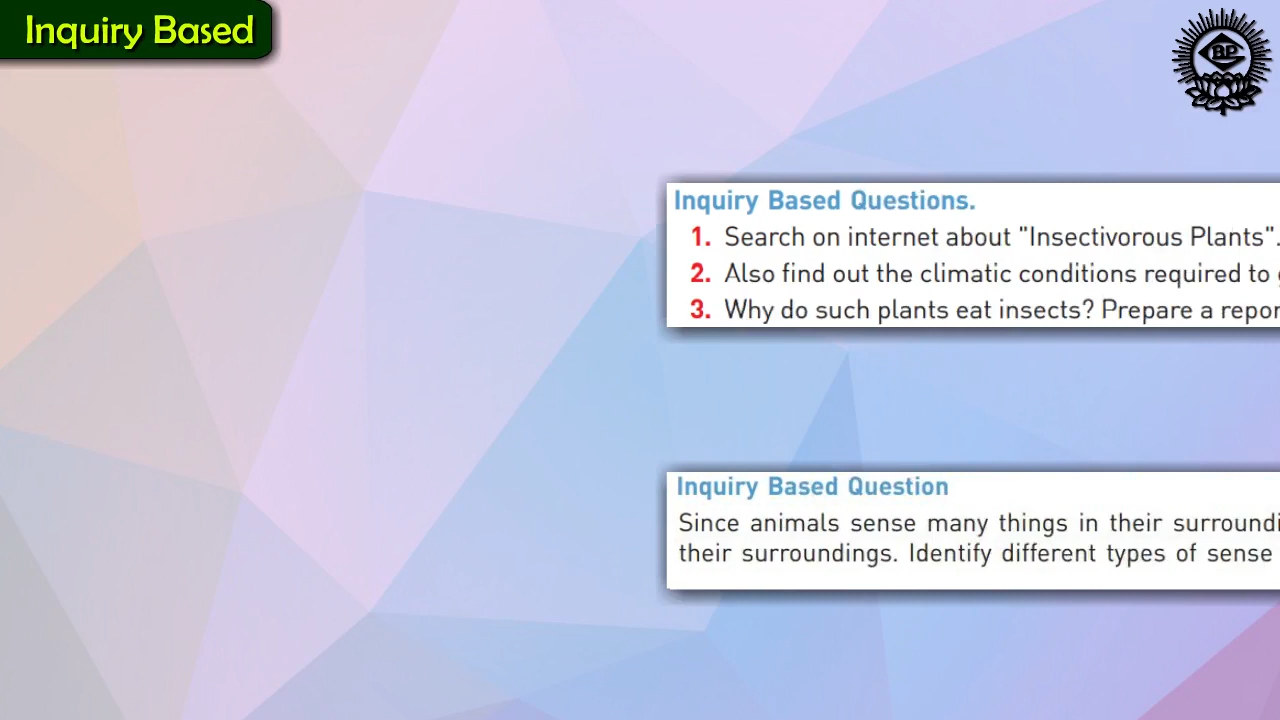 Inquiry Based
BP
Inquiry Based Questions.
1. Search on internet about "Insectivorous Plants".
2. Also find out the climatic conditions required to
3. Why do such plants eat insects? Prepare a repor
Inquiry Based Question
Since animals sense many things in their surroundi
their surroundings. Identify different types of sense